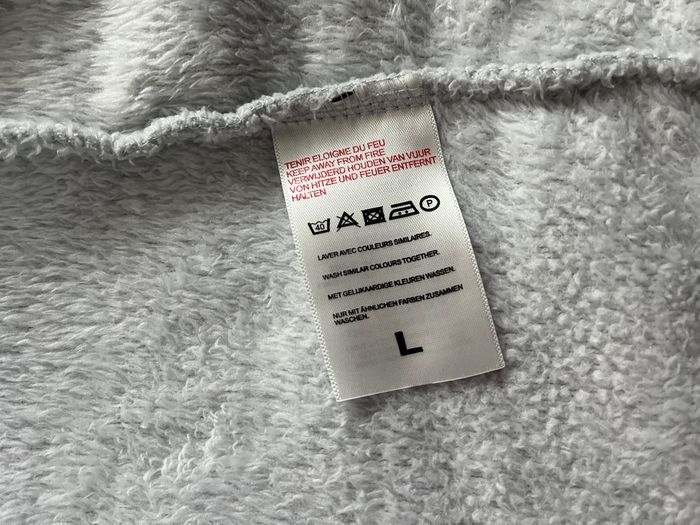 TENIR ELOIGNE DU FEU
KEEP AWAY FROM FIRE
VERWIJDERD HOUDEN VAN VUUR
VON HITZE UND FEUER ENTFERNT
HALTEN
40 P
LAVER AVEC COULEURS SIMILAIRES.
WASH SIMILAR COLOURS TOGETHER.
MET GELIJKAARDIGE KLEUREN WASSEN.
NUR MIT ÄHNLICHEN FARBEN ZUSAMMEN
WASCHEN.
L